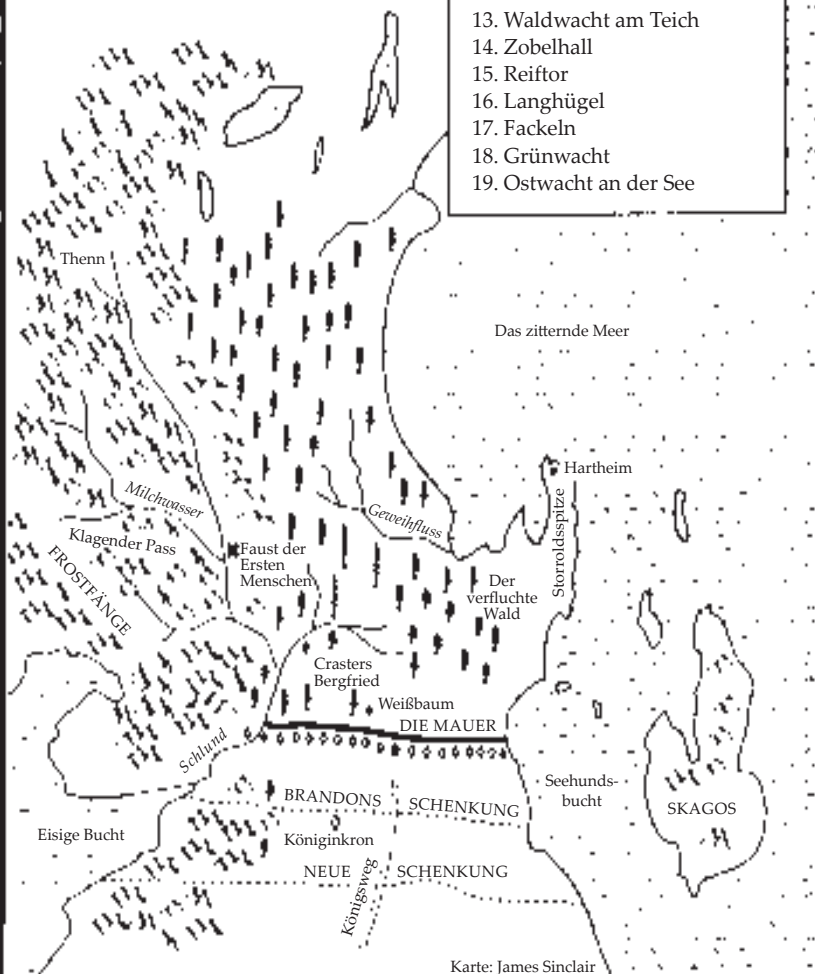 13. Waldwacht am Teich
14. Zobelhall
15. Reiftor
16. Langhügel
17. Fackeln
18. Grünwacht
19. Ostwacht an der See
Thenn
Das zitternde Meer
Hartheim
Storroldsspitze
Milchwasser
Geweihfluss
Klagender Pass
FROSTFÄNGE
Faust der
Ersten
Menschen
Der
verfluchte
Wald
Crasters
Bergfried
Weißbaum
DIE MAUER
Schlund
Seehunds-
bucht
SKAGOS
BRANDONS SCHENKUNG
Eisige Bucht
Königinkron
NEUE SCHENKUNG
Königsweg
Karte: James Sinclair